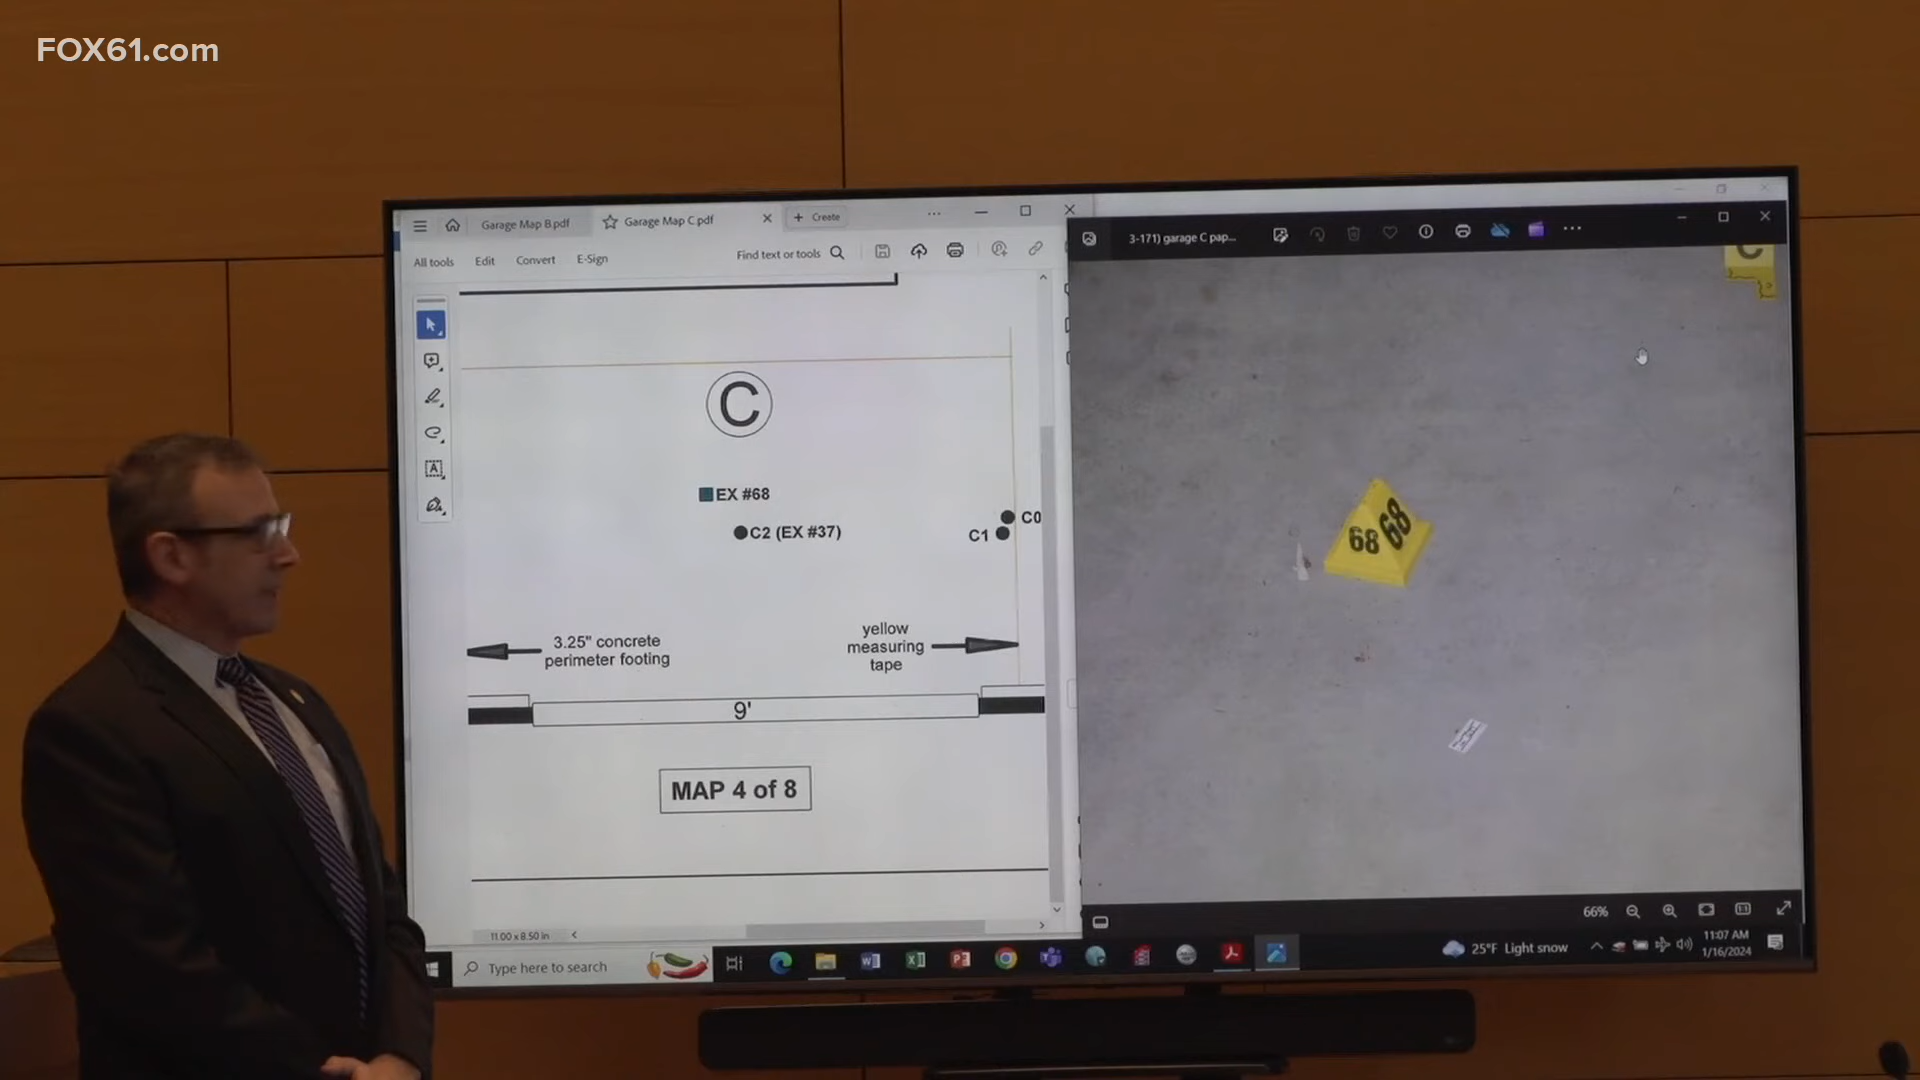 FOX61.com
Garage Map B.pdf
Garage Map C.pdf
+ Create
All tools
Edit
Convert
E-Sign
Find text or tools
3-171) garage C pap...
C
C
EX #68
C2 (EX #37)
C0
C1
68
68
3.25" concrete
perimeter footing
yellow
measuring
tape
9'
MAP 4 of 8
11.00 x 8.50 in
66%
Type here to search
25°F Light snow
11:07 AM
1/16/2024